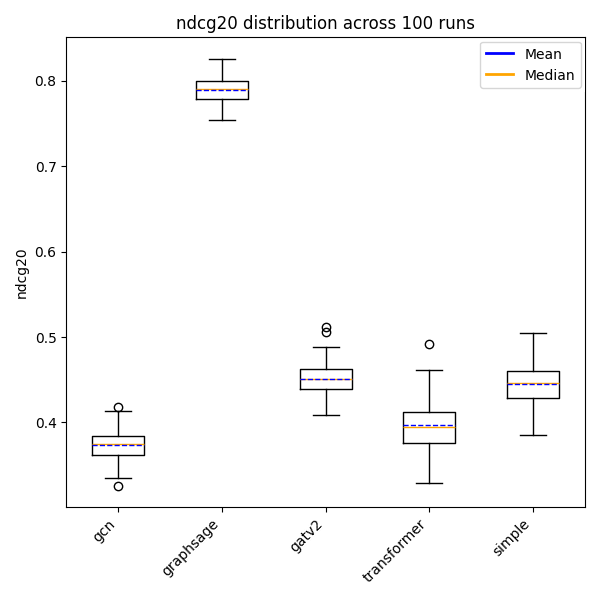 ndcg20 distribution across 100 runs
Mean
Median
ndcg20
0.8
0.7
0.6
0.5
0.4
gcn
graphsage
gatv2
transformer
simple